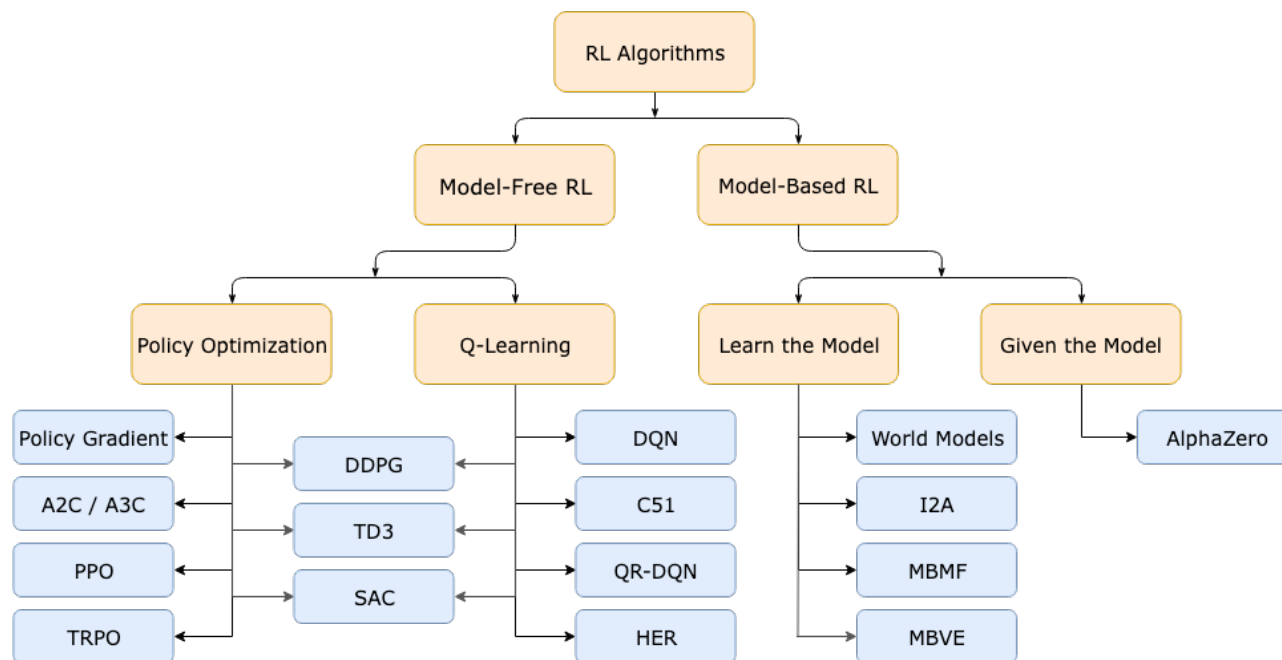 RL Algorithms
Model-Free RL
Model-Based RL
Policy Optimization
Q-Learning
Learn the Model
Given the Model
Policy Gradient
DDPG
DQN
World Models
AlphaZero
A2C / A3C
TD3
C51
I2A
PPO
SAC
QR-DQN
MBMF
TRPO
HER
MBVE